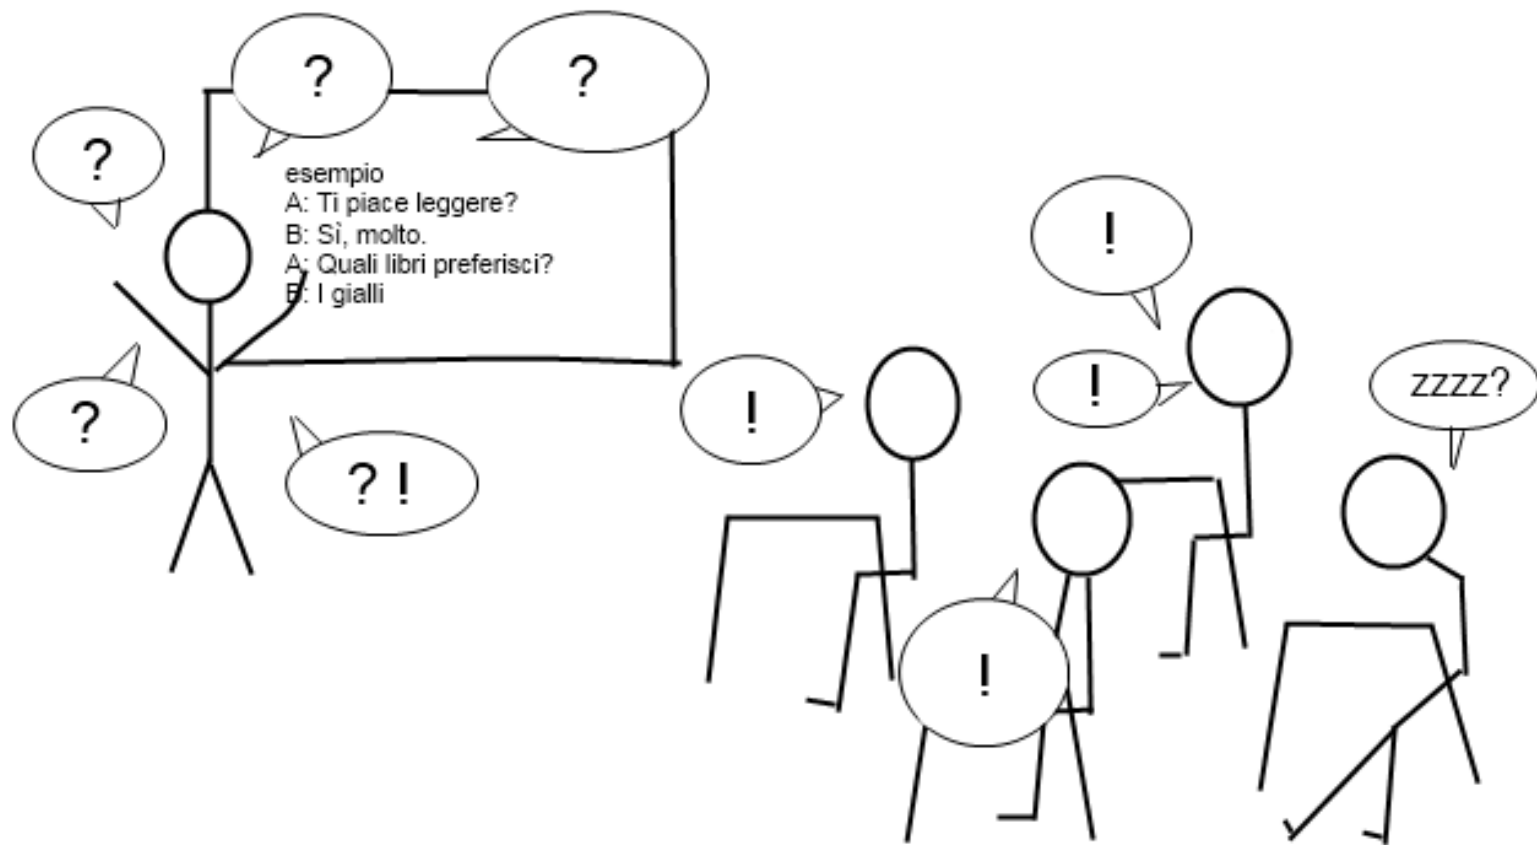 ?
?
?
esempio
A: Ti piace leggere?
B: Sì, molto.
A: Quali libri preferisci?
B: I gialli
?
? !
!
!
!
zzzz?
!